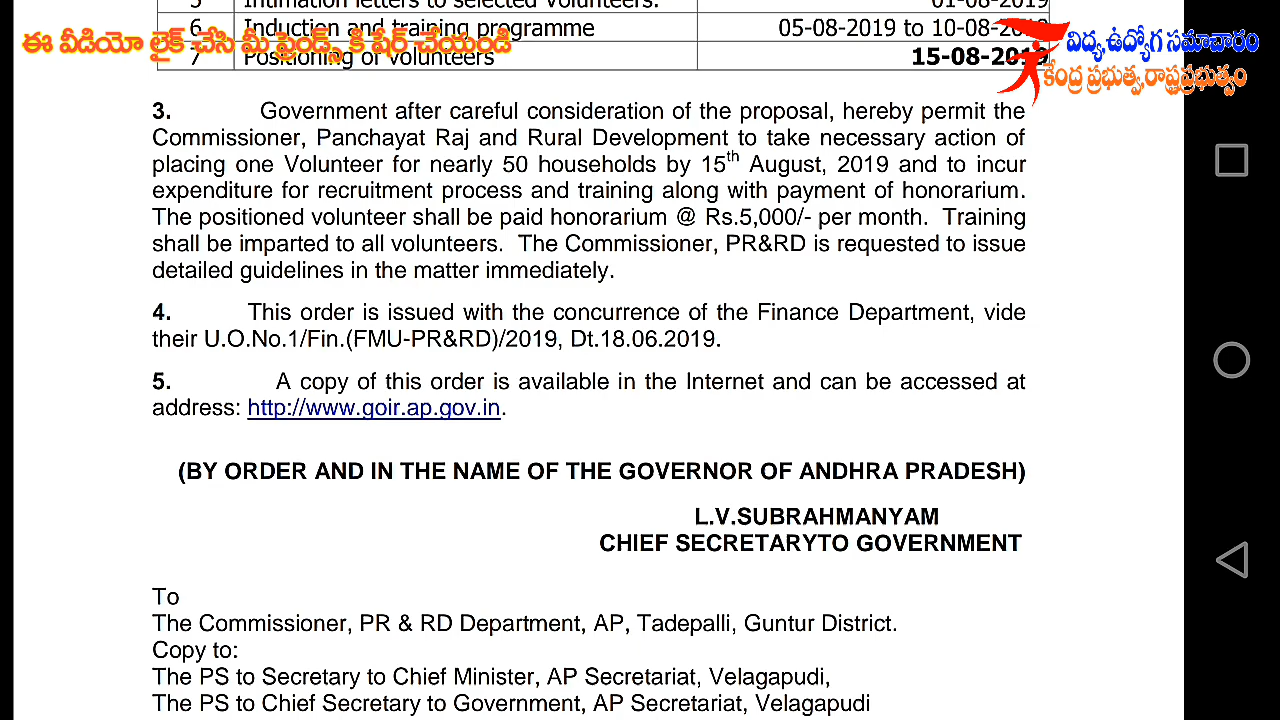 5 Intimation letters to selected Volunteers. 01-08-2019
6 Induction and training programme 05-08-2019 to 10-08-2019
ఈ వీడియో లైక్ చేసి మీ ఫ్రెండ్స్ కి షేర్ చేయండి
విద్య,ఉద్యోగ సమాచారం
7 Positioning of volunteers 15-08-2019
కేంద్ర ప్రభుత్వ,రాష్ట్రప్రభుత్వం
3. Government after careful consideration of the proposal, hereby permit the
Commissioner, Panchayat Raj and Rural Development to take necessary action of
placing one Volunteer for nearly 50 households by 15th August, 2019 and to incur
expenditure for recruitment process and training along with payment of honorarium.
The positioned volunteer shall be paid honorarium @ Rs.5,000/- per month. Training
shall be imparted to all volunteers. The Commissioner, PR&RD is requested to issue
detailed guidelines in the matter immediately.
4. This order is issued with the concurrence of the Finance Department, vide
their U.O.No.1/Fin.(FMU-PR&RD)/2019, Dt.18.06.2019.
5. A copy of this order is available in the Internet and can be accessed at
address: http://www.goir.ap.gov.in.
(BY ORDER AND IN THE NAME OF THE GOVERNOR OF ANDHRA PRADESH)
L.V.SUBRAHMANYAM
CHIEF SECRETARYTO GOVERNMENT
To
The Commissioner, PR & RD Department, AP, Tadepalli, Guntur District.
Copy to:
The PS to Secretary to Chief Minister, AP Secretariat, Velagapudi,
The PS to Chief Secretary to Government, AP Secretariat, Velagapudi